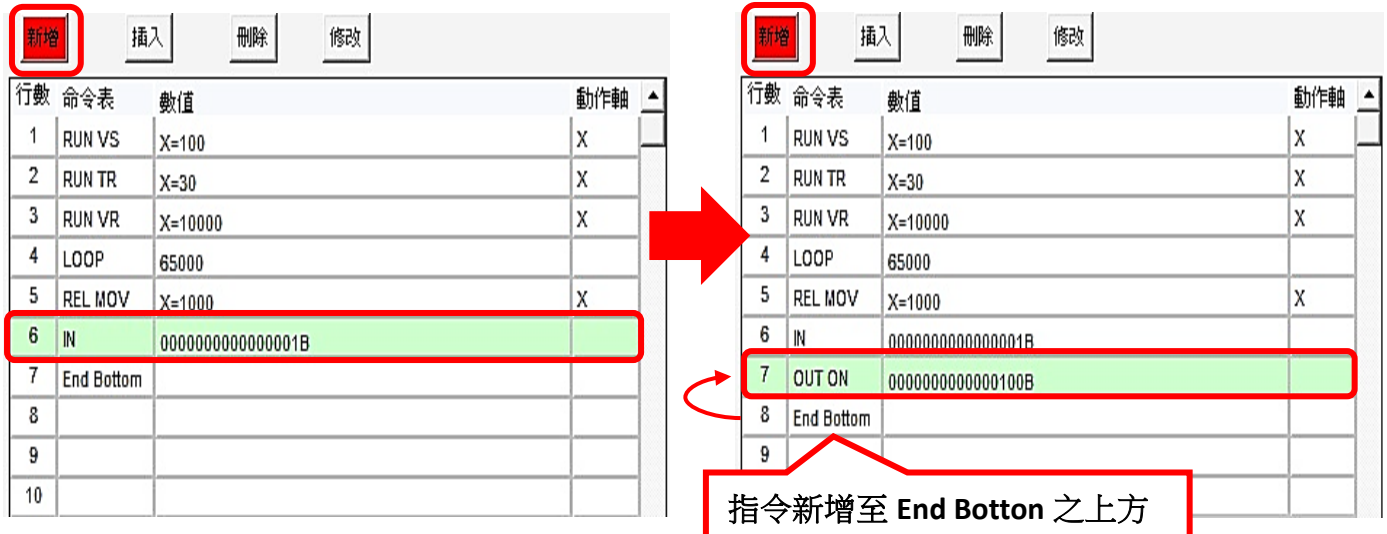 新增 插入 刪除 修改
行數 命令表 數值 動作軸
1 RUN VS X=100 X
2 RUN TR X=30 X
3 RUN VR X=10000 X
4 LOOP 65000
5 REL MOV X=1000 X
6 IN 0000000000000001B
7 End Bottom
8
9
10
新增 插入 刪除 修改
行數 命令表 數值 動作軸
1 RUN VS X=100 X
2 RUN TR X=30 X
3 RUN VR X=10000 X
4 LOOP 65000
5 REL MOV X=1000 X
6 IN 0000000000000001B
7 OUT ON 0000000000000100B
8 End Bottom
9
指令新增至 End Botton 之上方